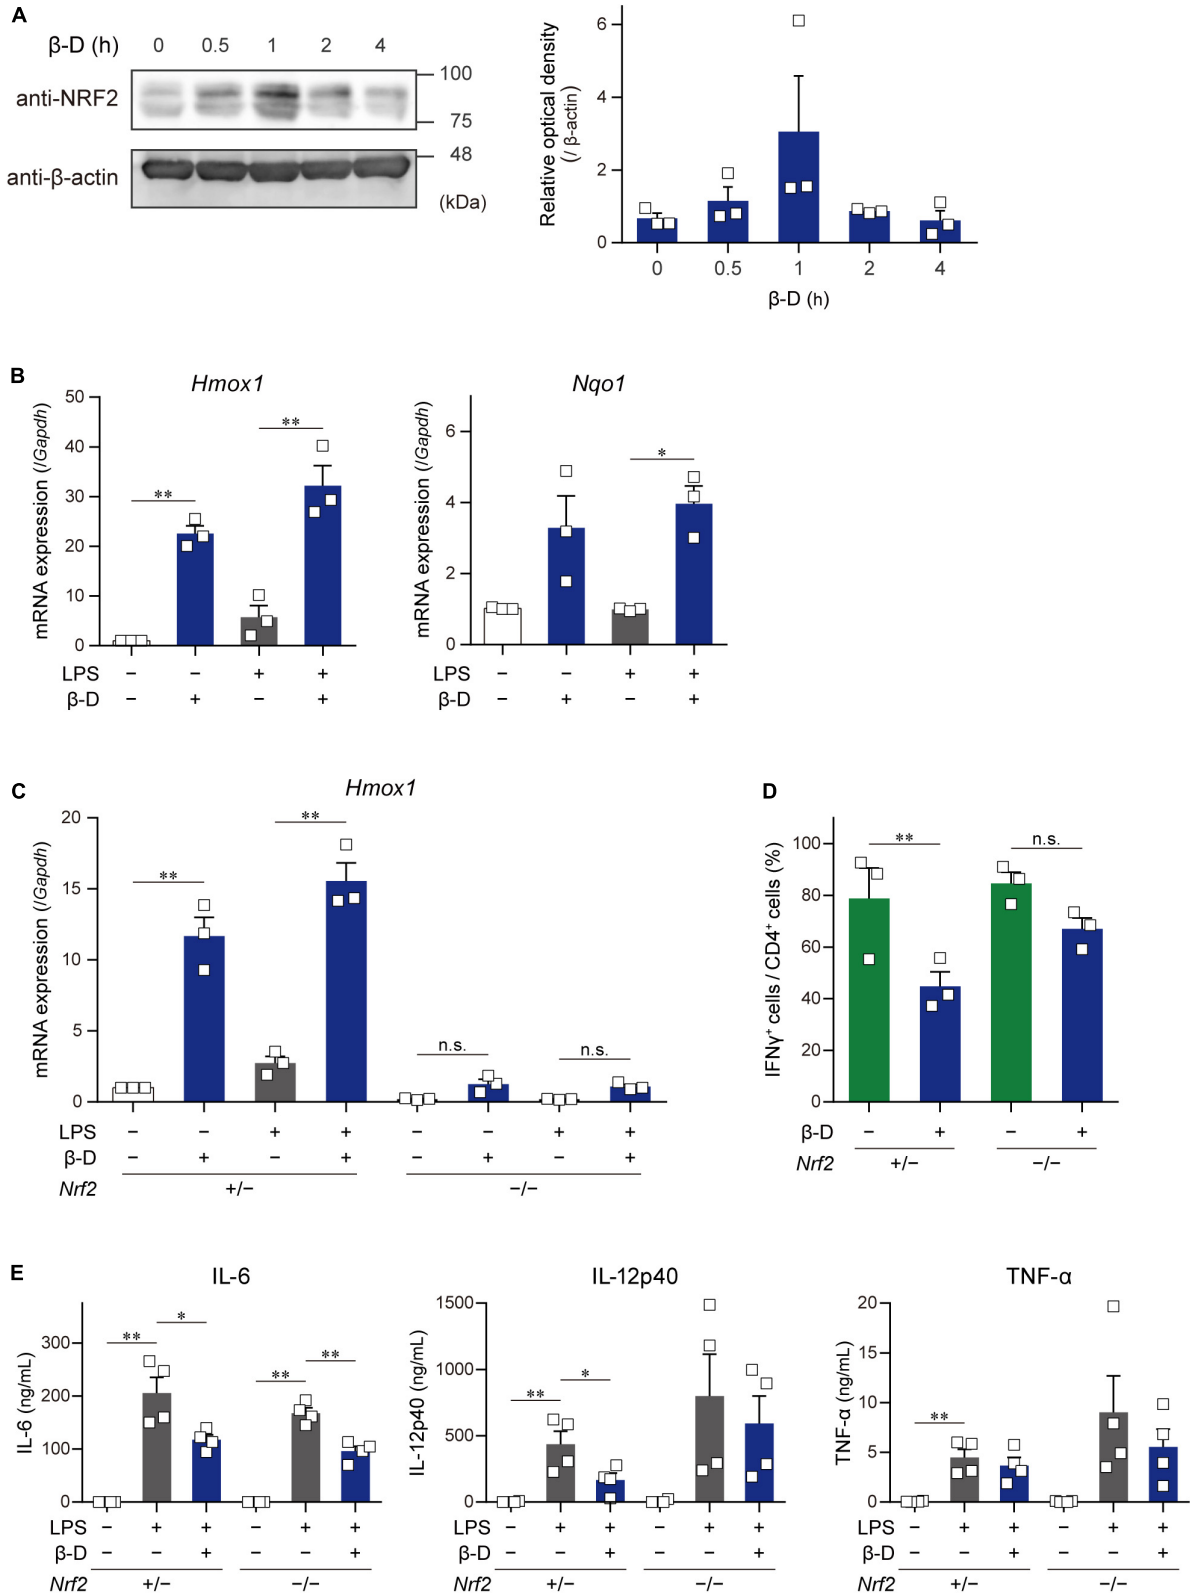 A
β-D (h) 0 0.5 1 2 4
anti-NRF2
100
75
anti-β-actin
48
(kDa)
Relative optical density
(/ β-actin)
6
4
2
0
0 0.5 1 2 4
β-D (h)
B
Hmox1
mRNA expression (/Gapdh)
50
40
30
20
10
0
** **
LPS − − + +
β-D − + − +
Nqo1
mRNA expression (/Gapdh)
6
4
2
0
*
− − + +
− + − +
C
Hmox1
mRNA expression (/Gapdh)
20
15
10
5
0
** ** n.s. n.s.
LPS − − + + − − + +
β-D − + − + − + − +
Nrf2 +/− −/−
D
IFNγ+ cells / CD4+ cells (%)
100
80
60
40
20
0
** n.s.
β-D − + − +
Nrf2 +/− −/−
E
IL-6
IL-6 (ng/mL)
300
200
100
0
** * ** **
LPS − + + − + +
β-D − − + − − +
Nrf2 +/− −/−
IL-12p40
IL-12p40 (ng/mL)
1500
1000
500
0
** *
LPS − + + − + +
β-D − − + − − +
Nrf2 +/− −/−
TNF-α
TNF-α (ng/mL)
20
15
10
5
0
**
LPS − + + − + +
β-D − − + − − +
Nrf2 +/− −/−